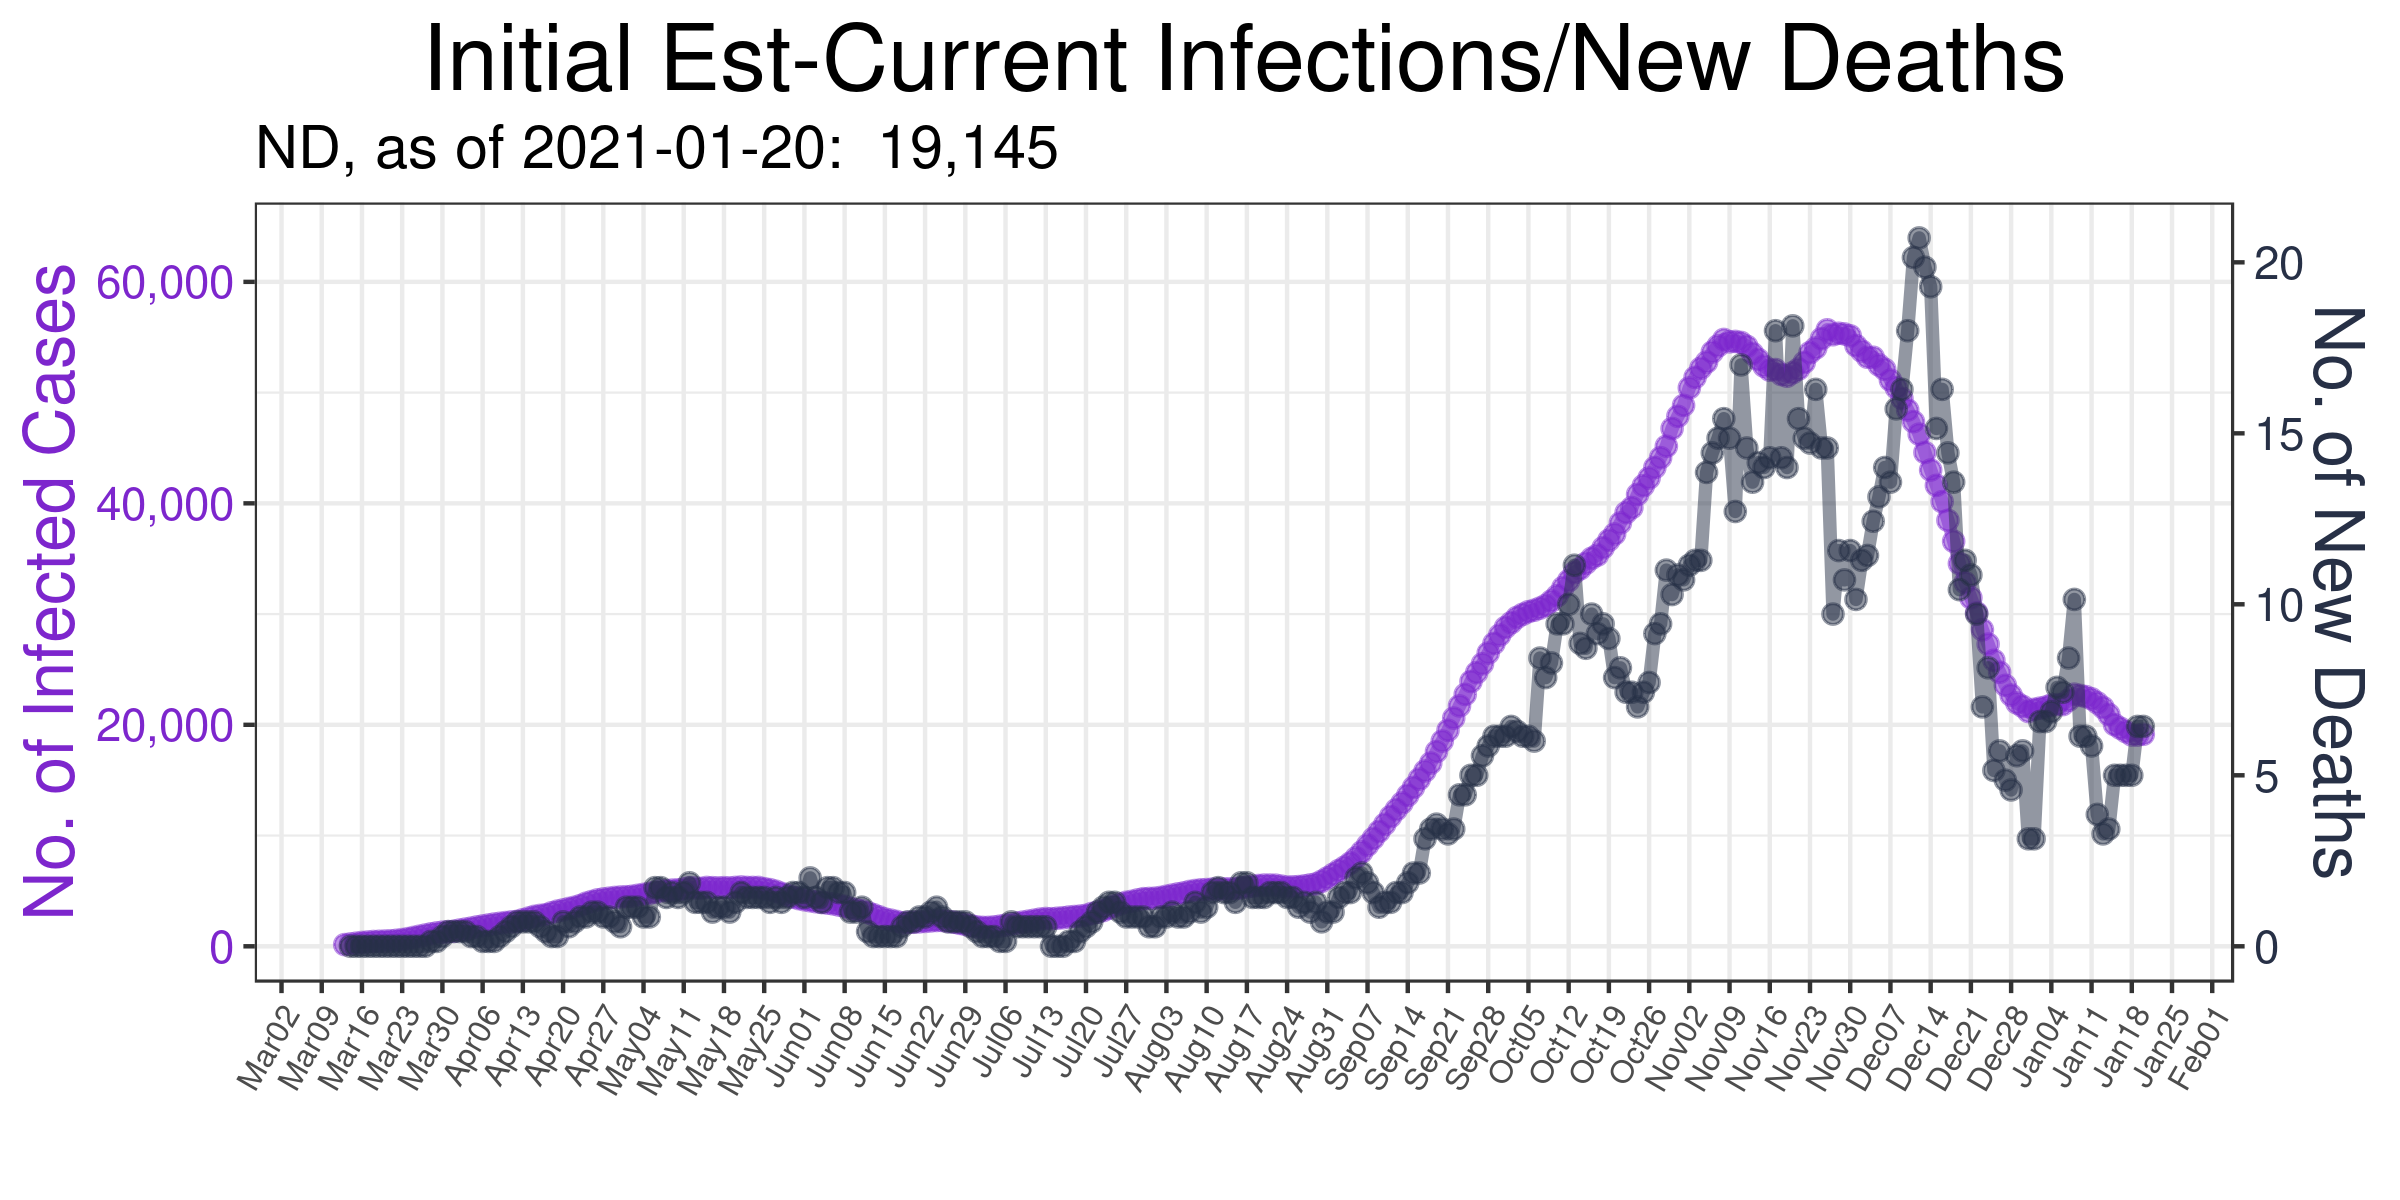 Initial Est-Current Infections/New Deaths
ND, as of 2021-01-20:  19,145
No. of Infected Cases
60,000
40,000
20,000
0
20
15
10
5
0
No. of New Deaths
Mar02
Mar09
Mar16
Mar23
Mar30
Apr06
Apr13
Apr20
Apr27
May04
May11
May18
May25
Jun01
Jun08
Jun15
Jun22
Jun29
Jul06
Jul13
Jul20
Jul27
Aug03
Aug10
Aug17
Aug24
Aug31
Sep07
Sep14
Sep21
Sep28
Oct05
Oct12
Oct19
Oct26
Nov02
Nov09
Nov16
Nov23
Nov30
Dec07
Dec14
Dec21
Dec28
Jan04
Jan11
Jan18
Jan25
Feb01